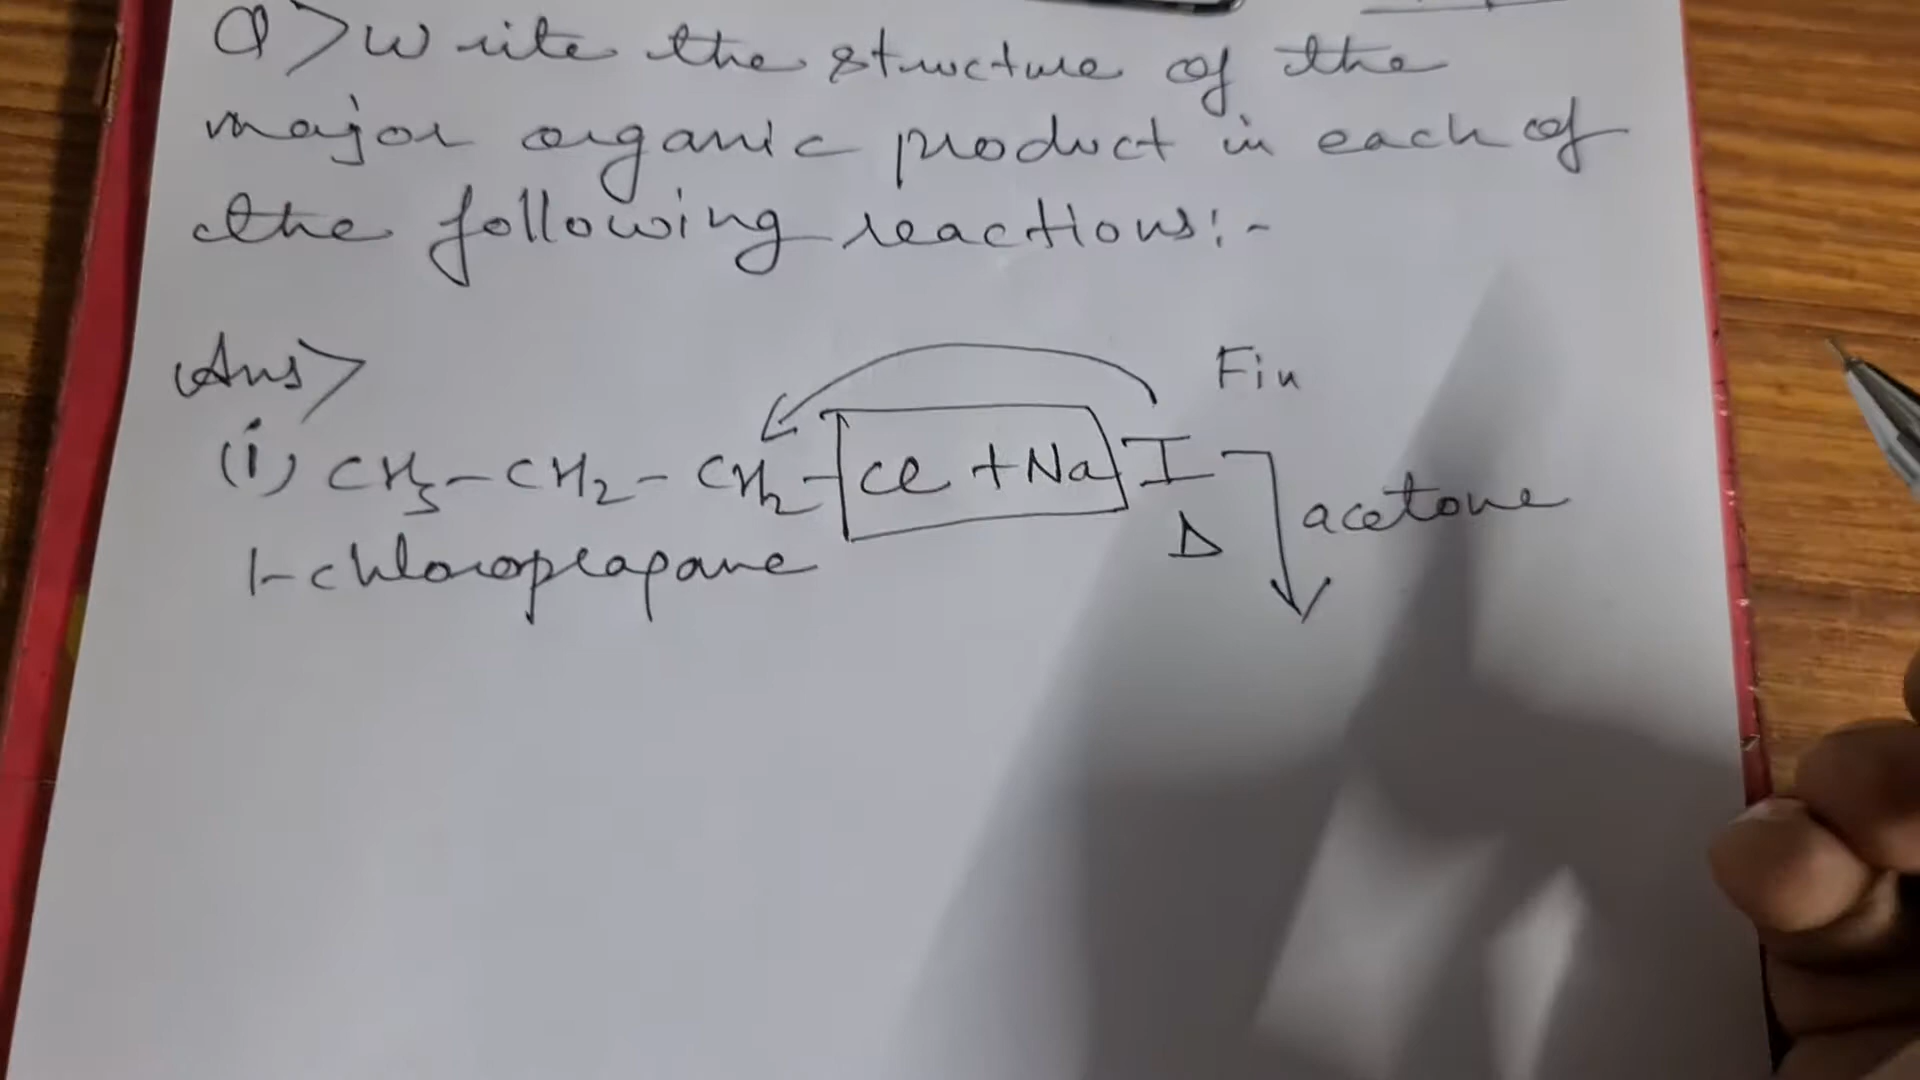 Q> Write the structure of the
major organic product in each of
the following reactions:-
Ans>
Fin
(i) CH3-CH2-CH2-Cl + NaI
acetone
Δ
1-chloropropane